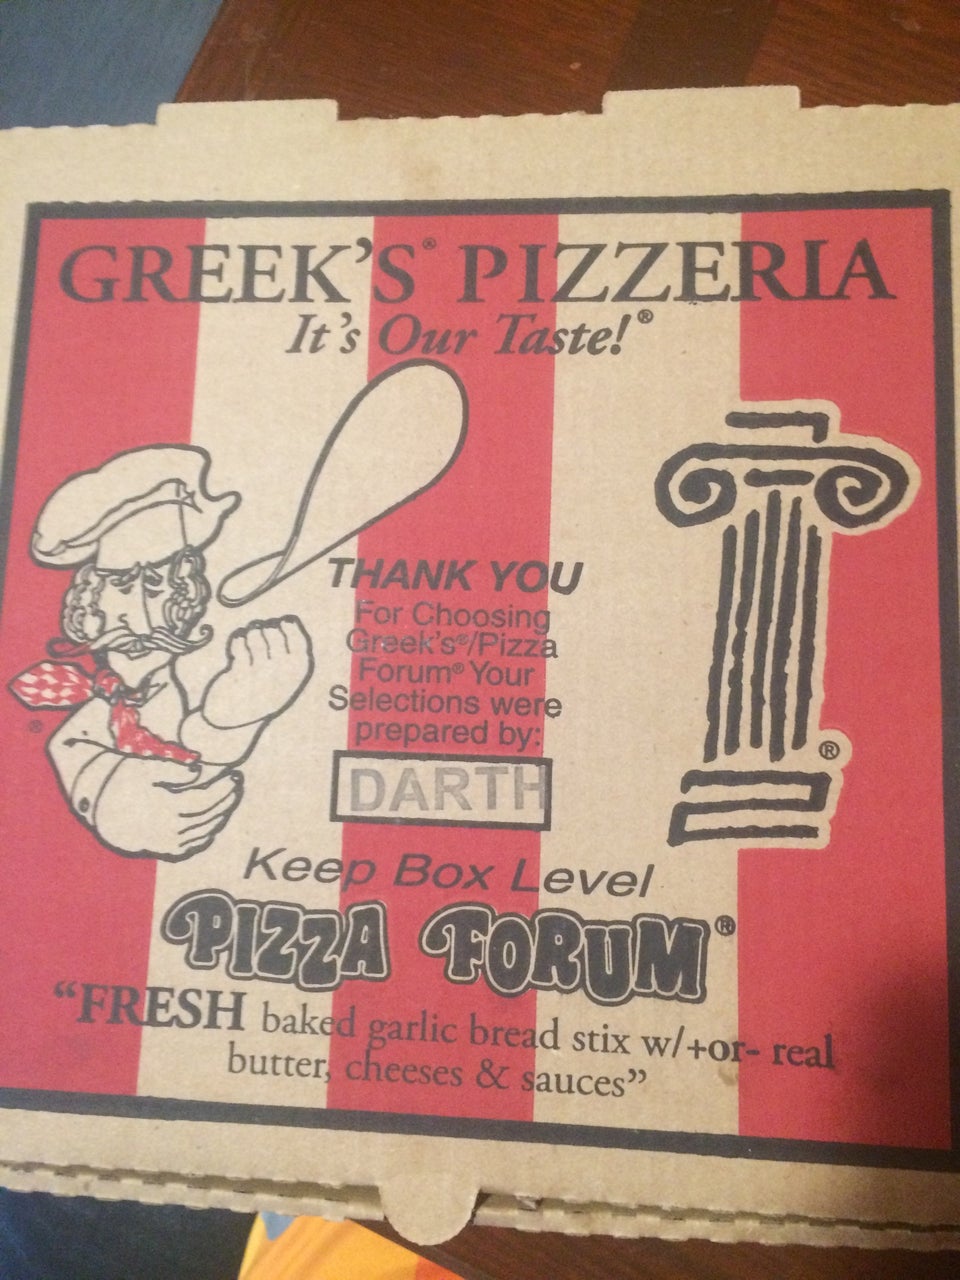 GREEK'S® PIZZERIA
It's Our Taste!®
THANK YOU
For Choosing
Greek's®/Pizza
Forum® Your
Selections were
prepared by:
DARTH
®
®
Keep Box Level
PIZZA FORUM®
“FRESH baked garlic bread stix w/+or- real
butter, cheeses & sauces”